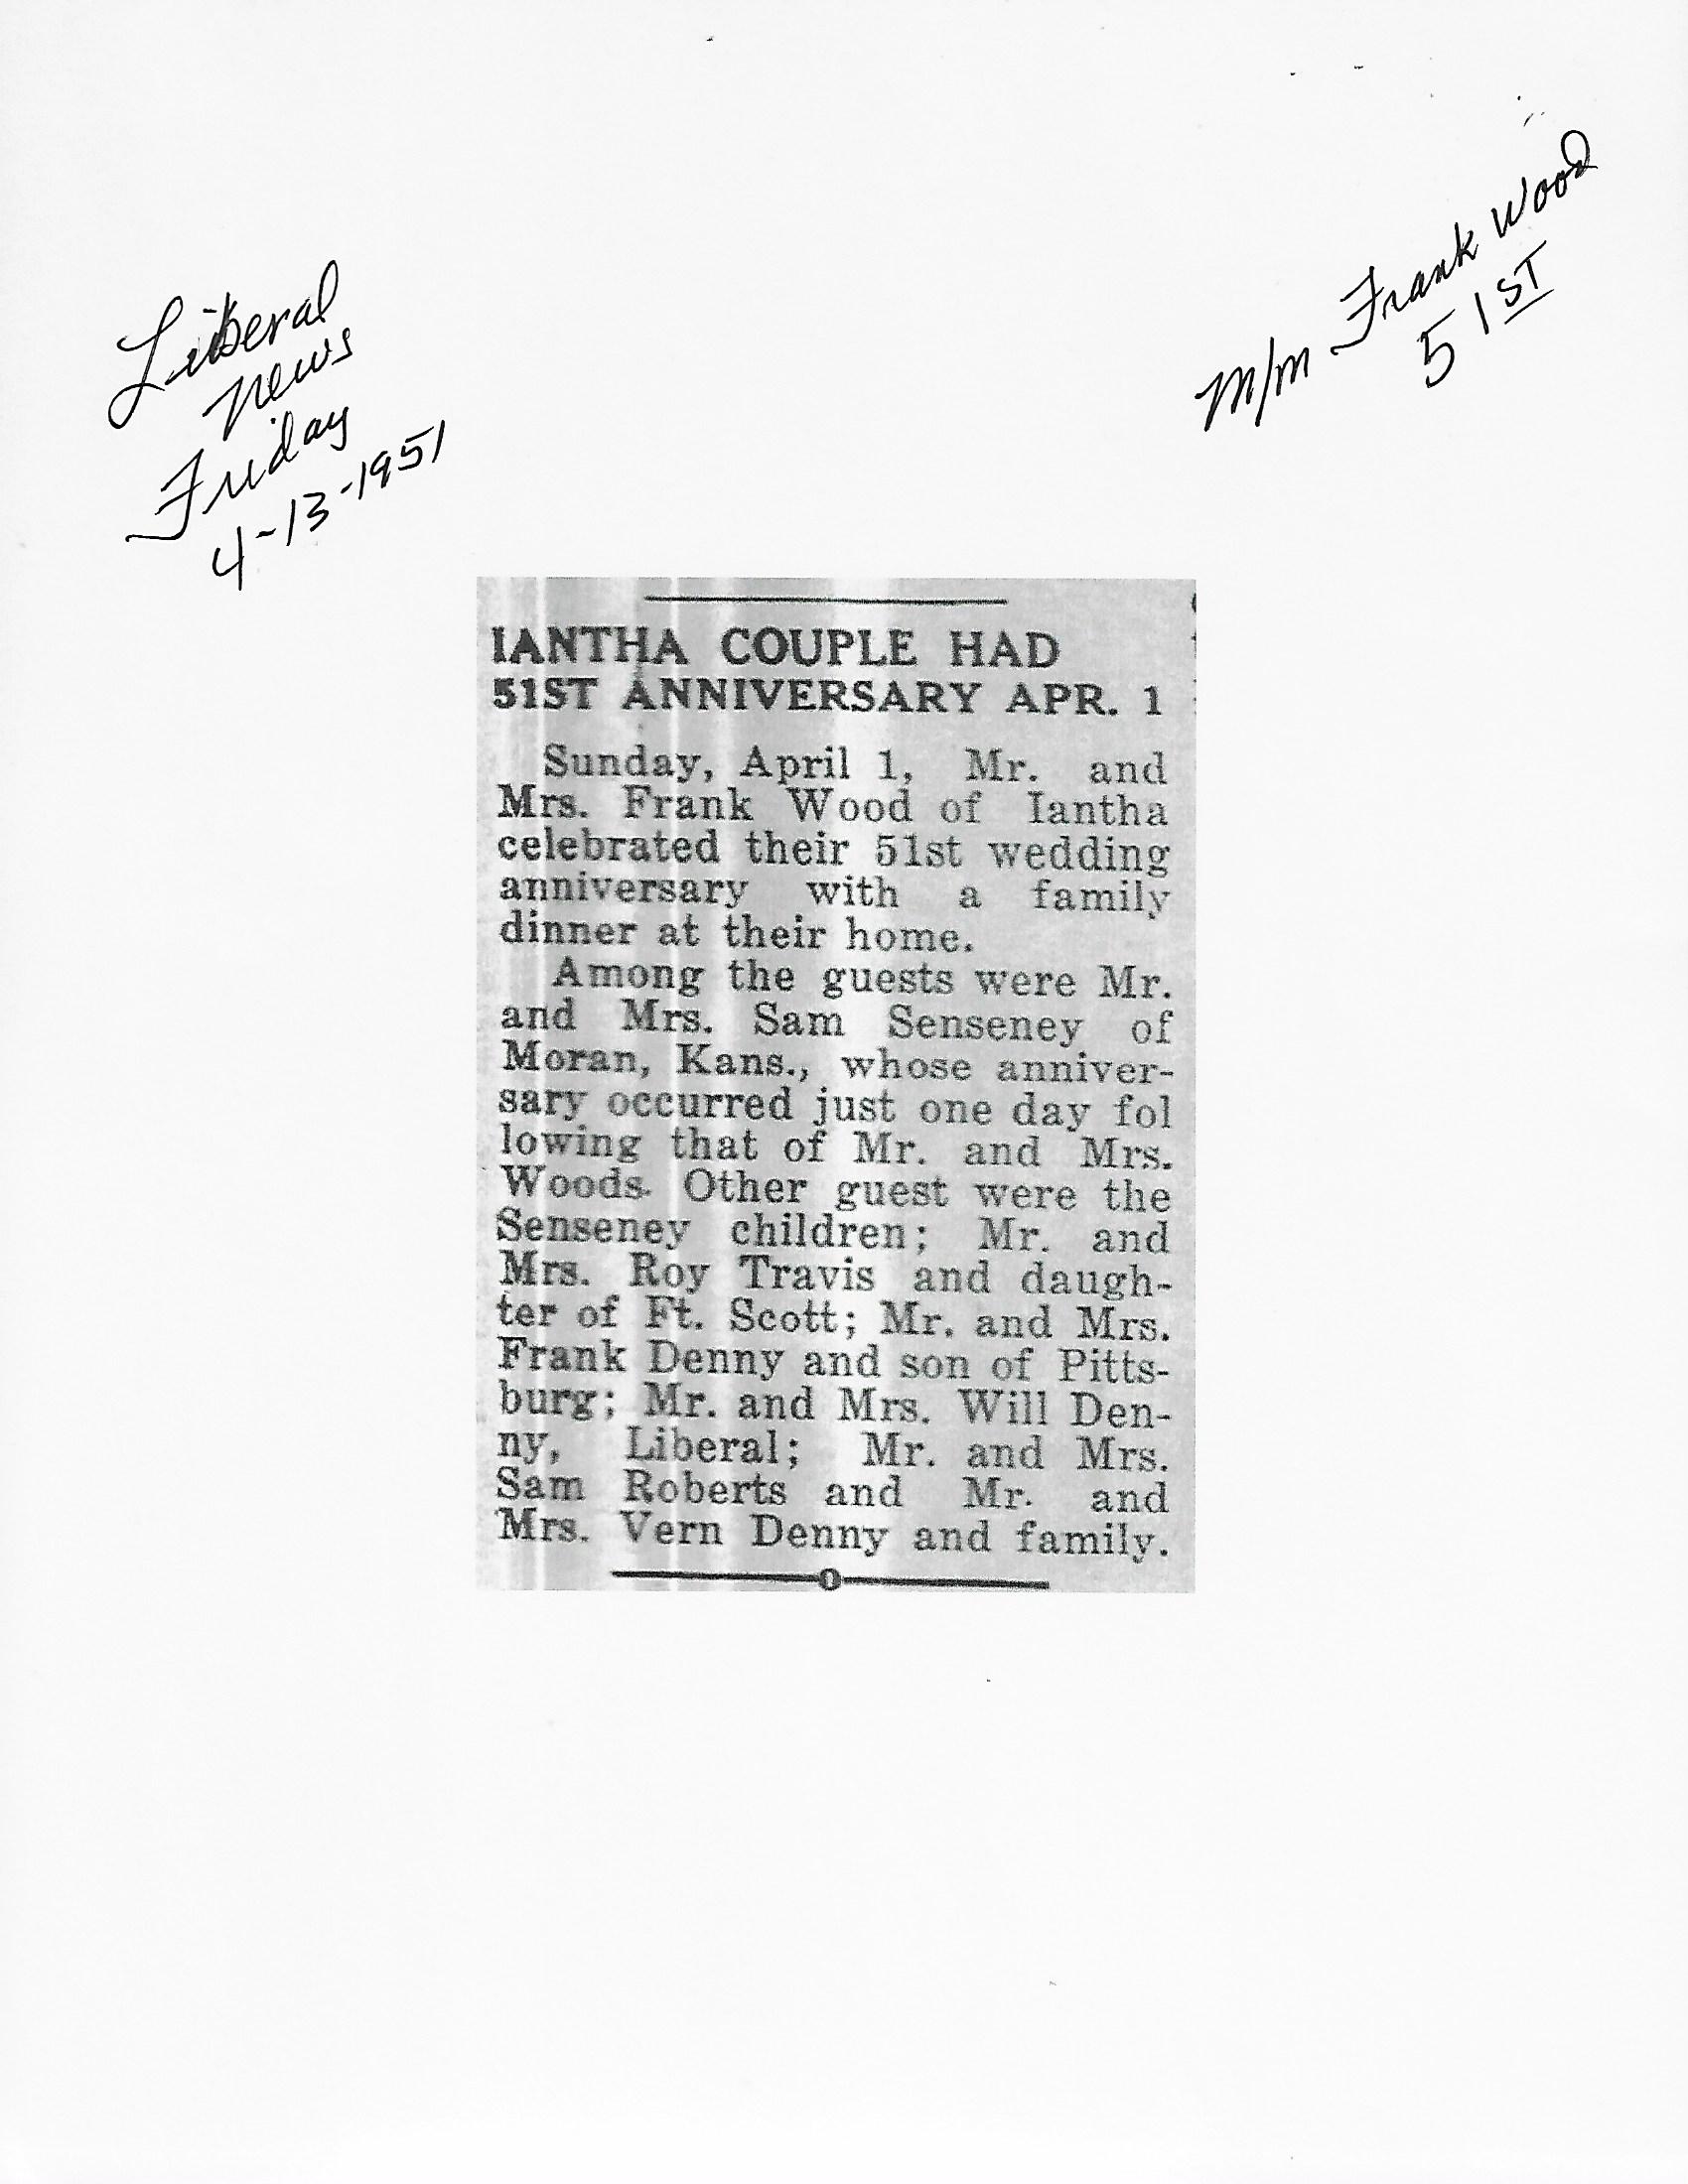 M/M Frank Wood
51ST
Liberal
News
Friday
4-13-1951
IANTHA COUPLE HAD
51ST ANNIVERSARY APR. 1
Sunday, April 1, Mr. and
Mrs. Frank Wood of Iantha
celebrated their 51st wedding
anniversary with a family
dinner at their home.
Among the guests were Mr.
and Mrs. Sam Senseney of
Moran, Kans., whose anniver-
sary occurred just one day fol
lowing that of Mr. and Mrs.
Woods. Other guest were the
Senseney children; Mr. and
Mrs. Roy Travis and daugh-
ter of Ft. Scott; Mr. and Mrs.
Frank Denny and son of Pitts-
burg; Mr. and Mrs. Will Den-
ny, Liberal; Mr. and Mrs.
Sam Roberts and Mr. and
Mrs. Vern Denny and family.